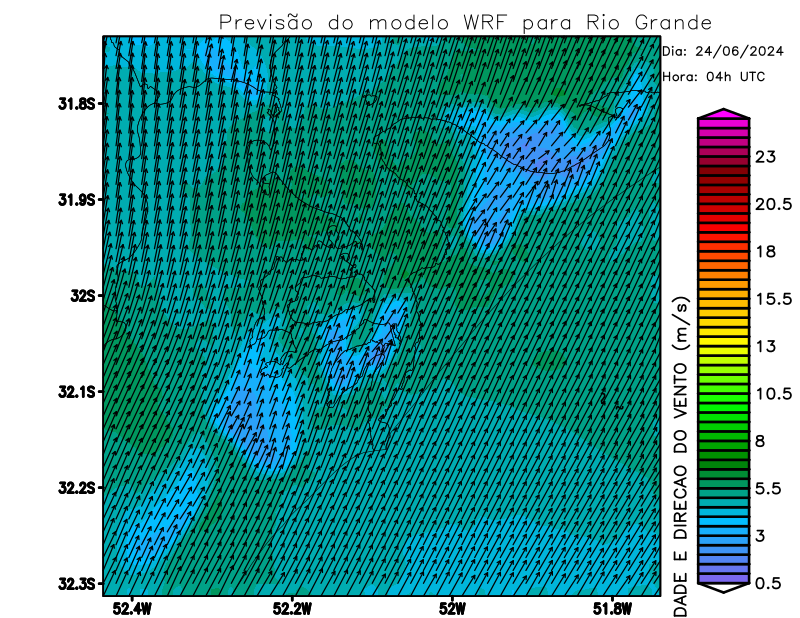 Previsão do modelo WRF para Rio Grande
Dia: 24/06/2024
Hora: 04h UTC
31.8S
31.9S
32S
32.1S
32.2S
32.3S
52.4W
52.2W
52W
51.8W
23
20.5
18
15.5
13
10.5
8
5.5
3
0.5
DADE E DIRECAO DO VENTO (m/s)